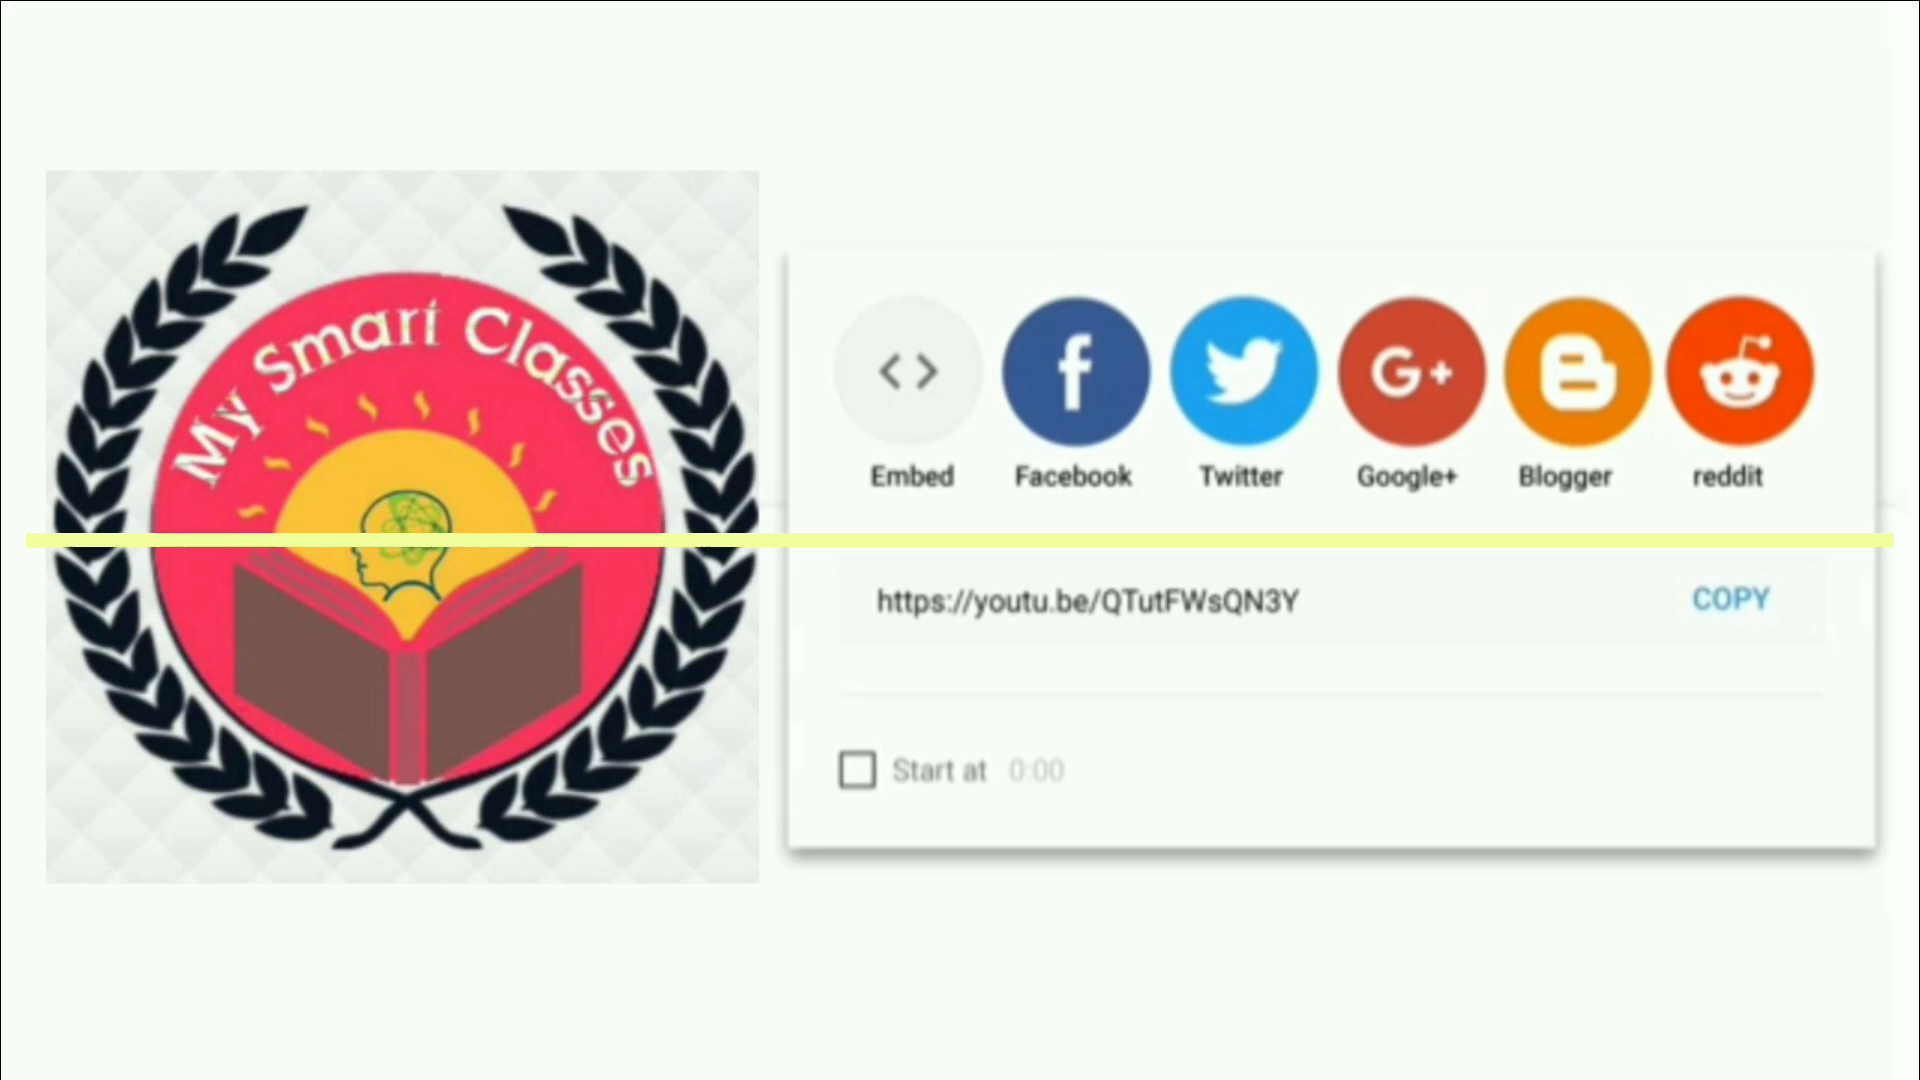 My Smart Classes
Embed Facebook Twitter Google+ Blogger reddit
https://youtu.be/QTutFWsQN3Y COPY
Start at 0:00